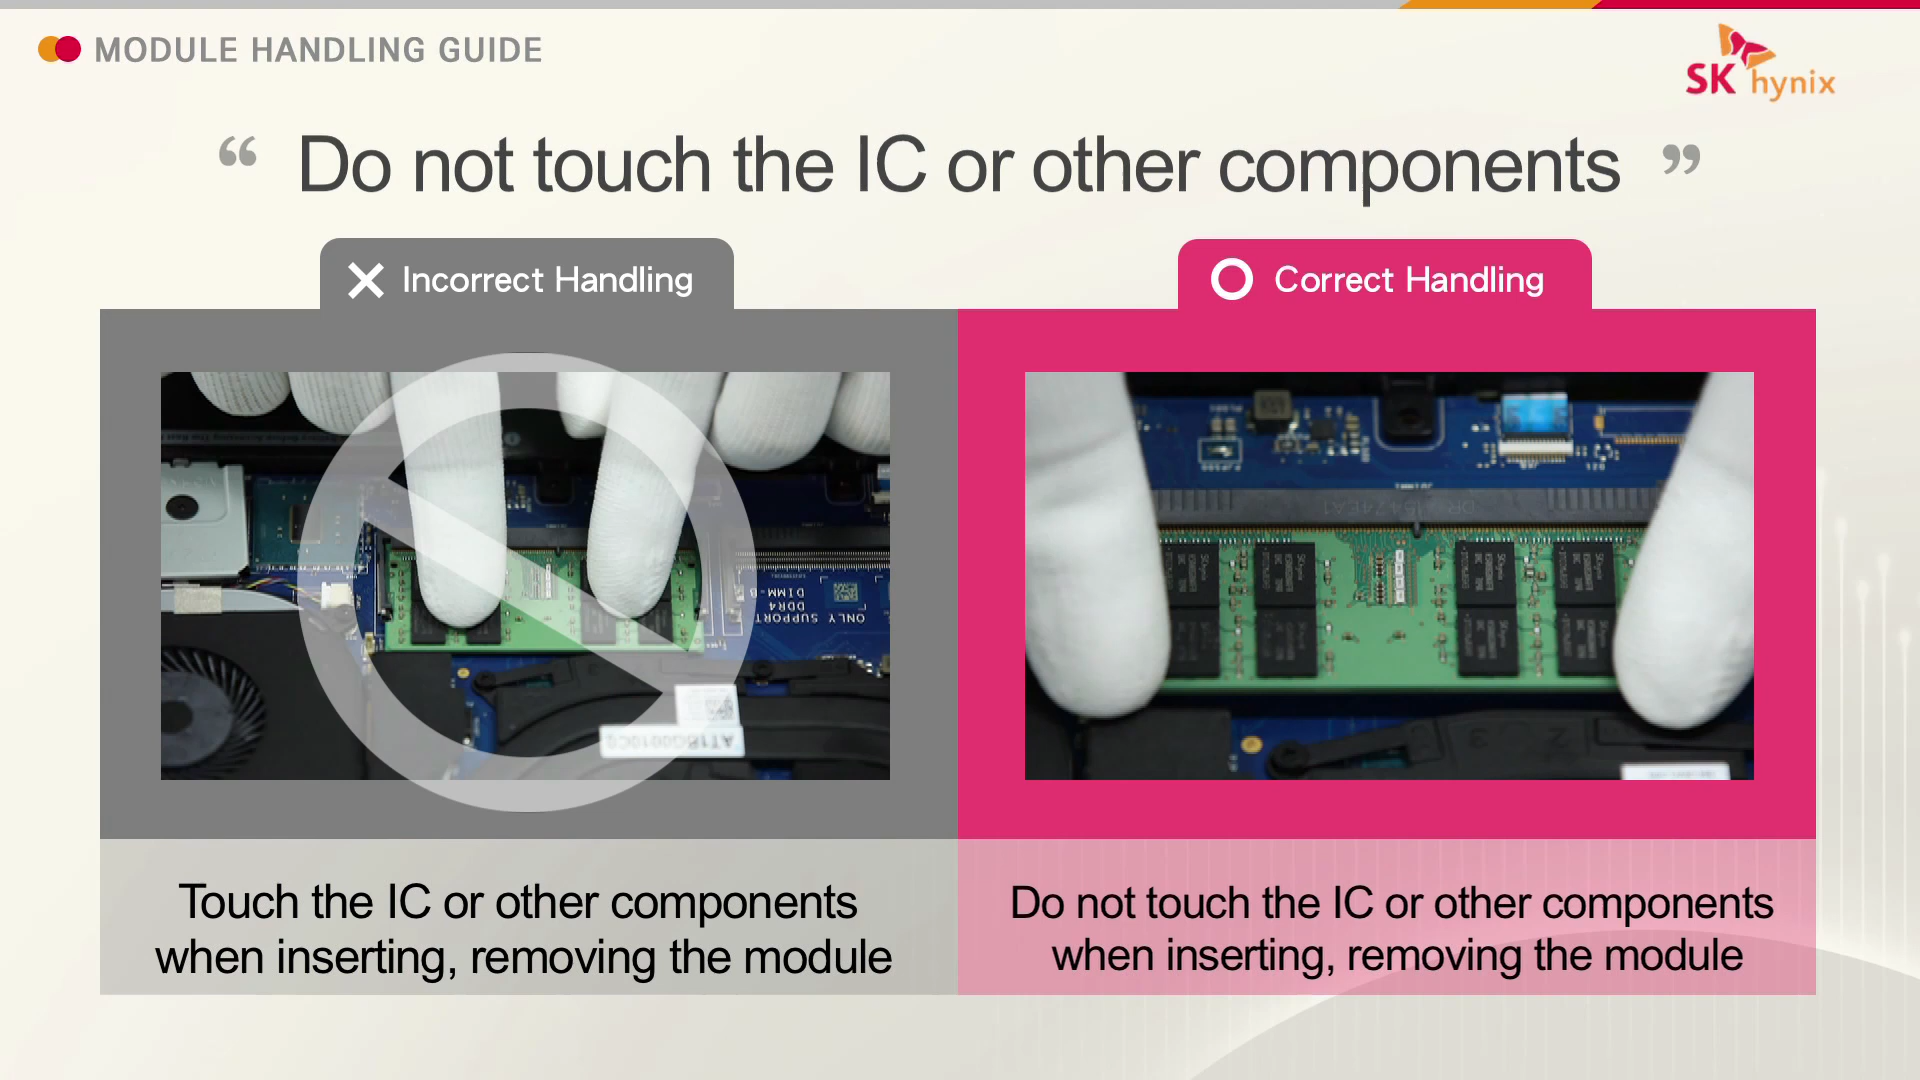 MODULE HANDLING GUIDE
SK hynix
“ Do not touch the IC or other components ”
Incorrect Handling
Correct Handling
ONLY
SUPPORT
DDR4
DIMM-B
Touch the IC or other components
when inserting, removing the module
Do not touch the IC or other components
when inserting, removing the module